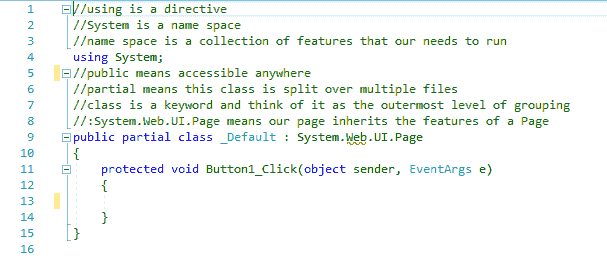 1 //using is a directive
2 //System is a name space
3 //name space is a collection of features that our needs to run
4 using System;
5 //public means accessible anywhere
6 //partial means this class is split over multiple files
7 //class is a keyword and think of it as the outermost level of grouping
8 //:System.Web.UI.Page means our page inherits the features of a Page
9 public partial class _Default : System.Web.UI.Page
10 {
11 protected void Button1_Click(object sender, EventArgs e)
12 {
13
14 }
15 }
16